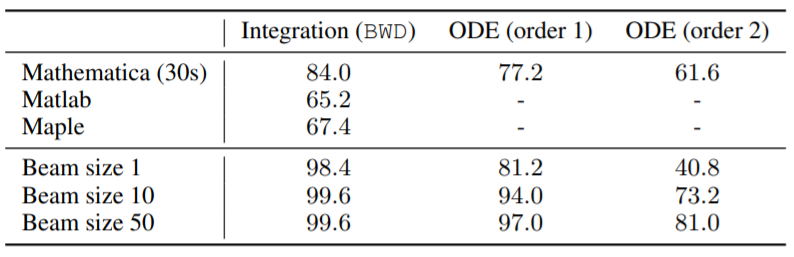 Integration (BWD) ODE (order 1) ODE (order 2)
Mathematica (30s) 84.0 77.2 61.6
Matlab 65.2 - -
Maple 67.4 - -
Beam size 1 98.4 81.2 40.8
Beam size 10 99.6 94.0 73.2
Beam size 50 99.6 97.0 81.0